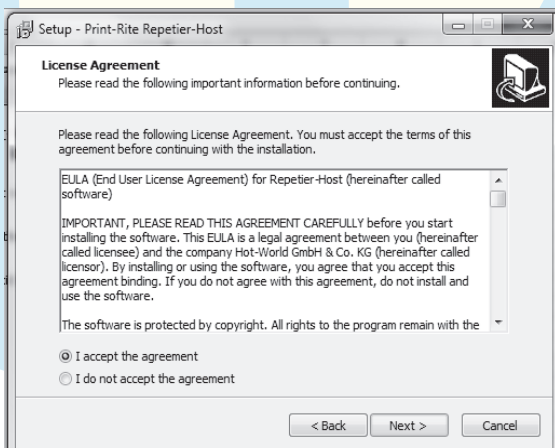 Setup - Print-Rite Repetier-Host
License Agreement
Please read the following important information before continuing.
Please read the following License Agreement. You must accept the terms of this
agreement before continuing with the installation.
EULA (End User License Agreement) for Repetier-Host (hereinafter called
software)
IMPORTANT, PLEASE READ THIS AGREEMENT CAREFULLY before you start
installing the software. This EULA is a legal agreement between you (hereinafter
called licensee) and the company Hot-World GmbH & Co. KG (hereinafter called
licensor). By installing or using the software, you agree that you accept this
agreement binding. If you do not agree with this agreement, do not install and
use the software.
The software is protected by copyright. All rights to the program remain with the
I accept the agreement
I do not accept the agreement
< Back
Next >
Cancel